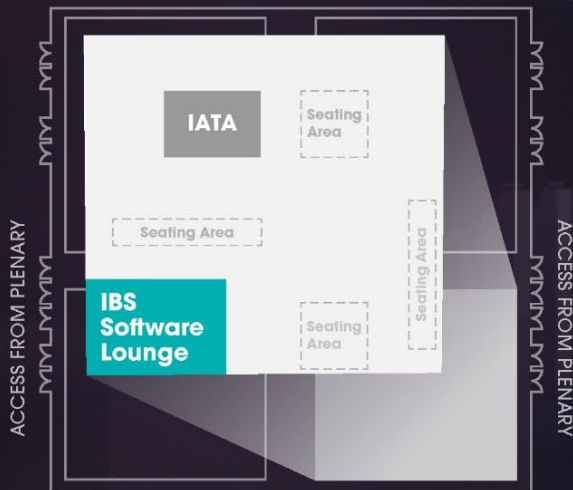 IATA
Seating
Area
Seating Area
Seating Area
IBS
Software
Lounge
Seating
Area
ACCESS FROM PLENARY
ACCESS FROM PLENARY